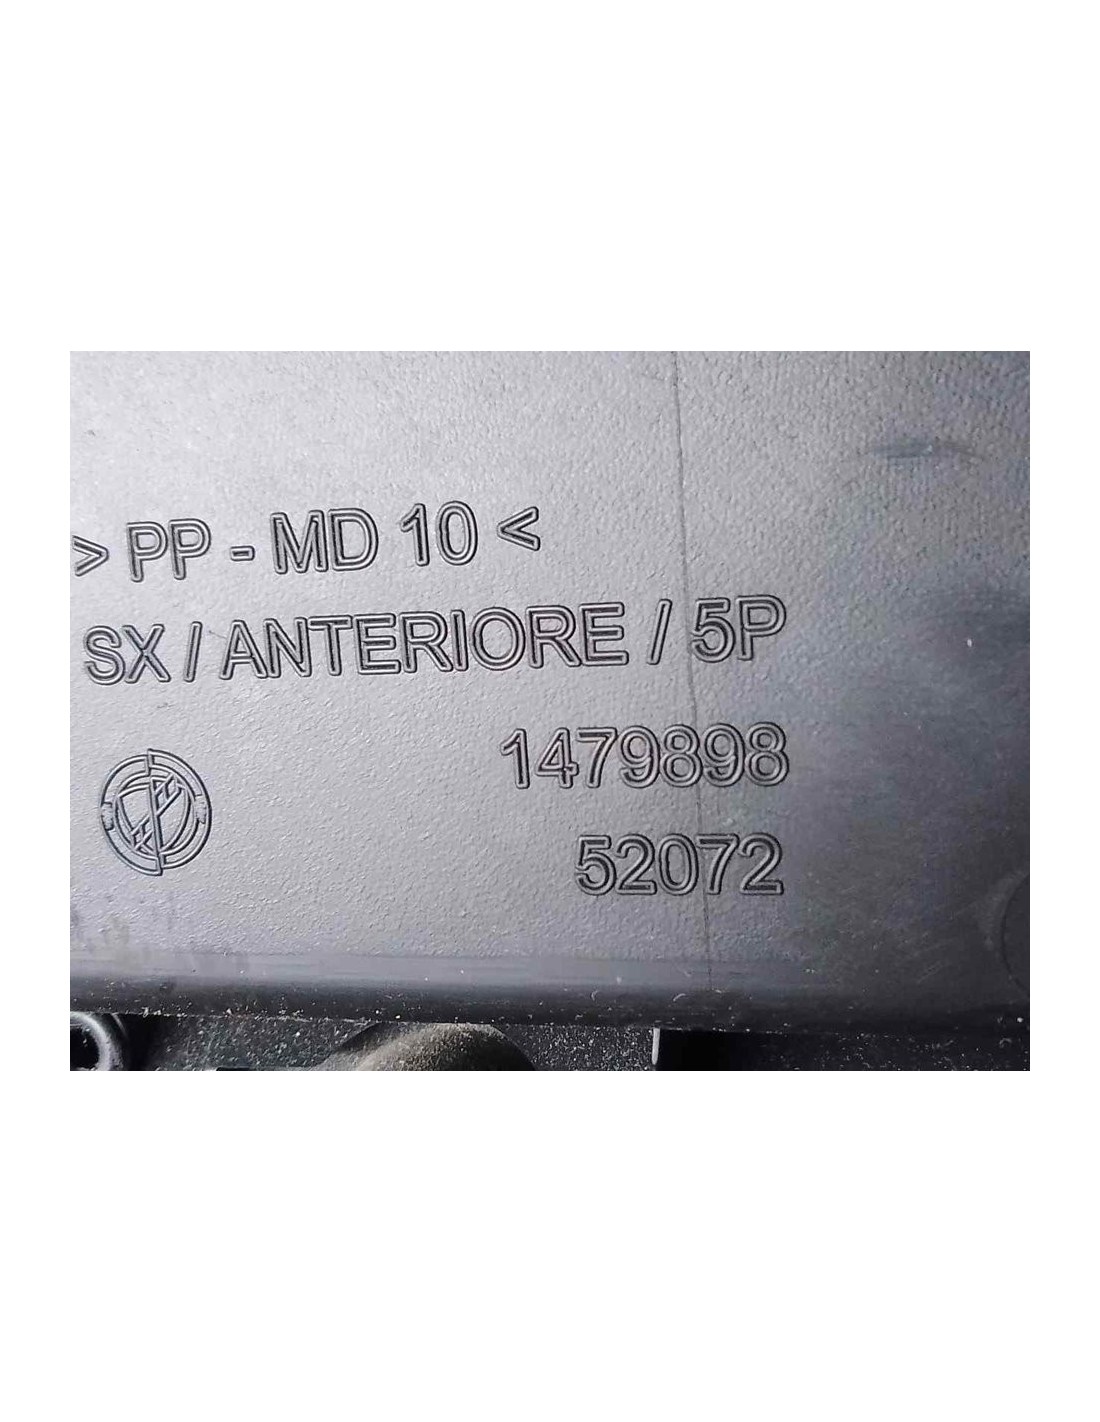 > PP - MD 10 <
SX / ANTERIORE / 5P
1479898
52072